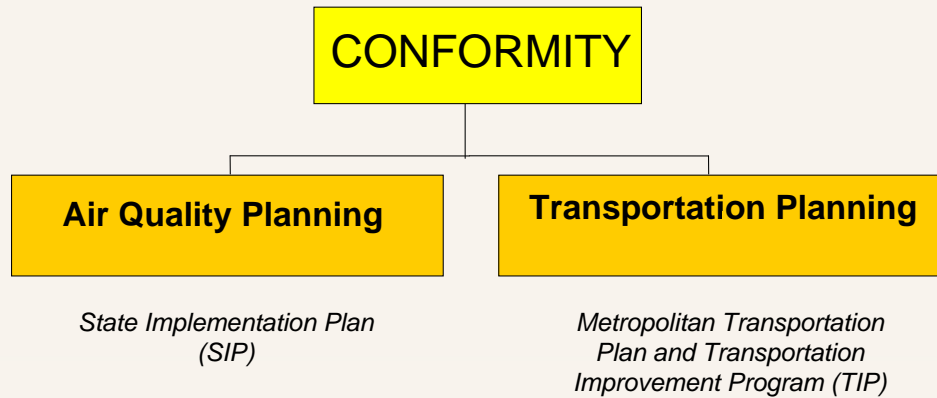 CONFORMITY
Air Quality Planning
Transportation Planning
State Implementation Plan
(SIP)
Metropolitan Transportation
Plan and Transportation
Improvement Program (TIP)